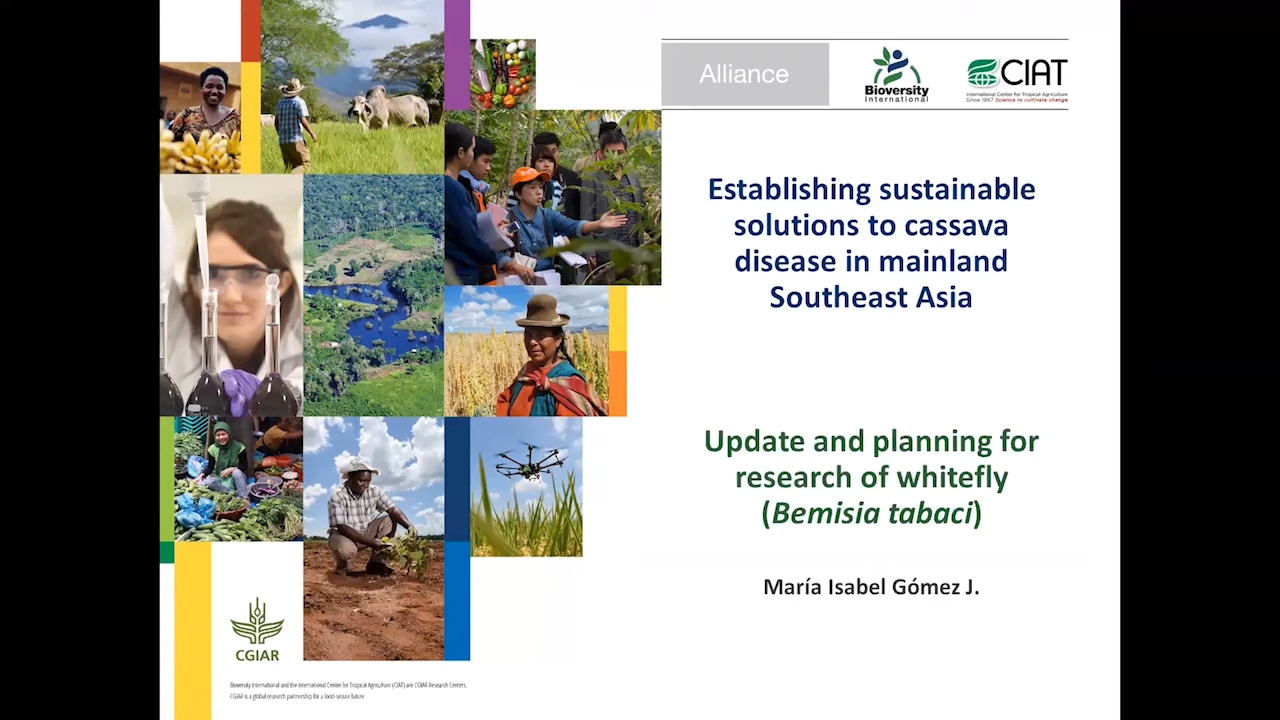 Alliance
Bioversity
International
CIAT
International Center for Tropical Agriculture
Since 1967 Science to cultivate change
Establishing sustainable
solutions to cassava
disease in mainland
Southeast Asia
Update and planning for
research of whitefly
(Bemisia tabaci)
María Isabel Gómez J.
CGIAR
Bioversity International and the International Center for Tropical Agriculture (CIAT) are CGIAR Research Centers.
CGIAR is a global research partnership for a food-secure future